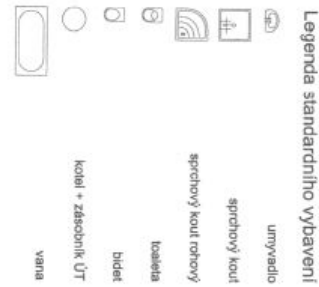 Legenda standardního vybavení
umyvadlo
sprchový kout
sprchový kout rohový
toaleta
bidet
kotel + zásobník ÚT
vana